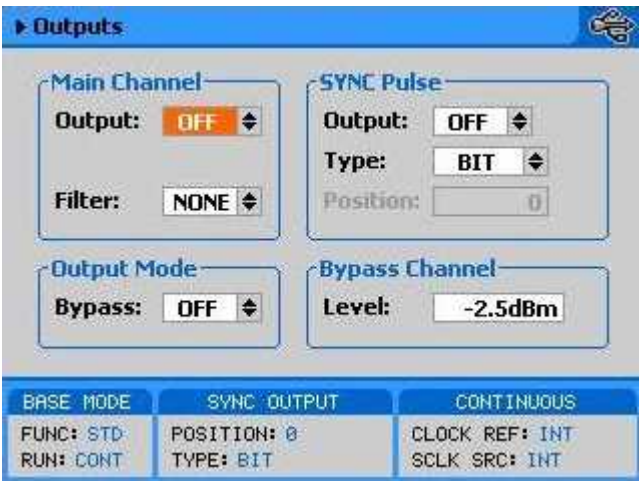 Outputs
Main Channel
Output: OFF
Filter: NONE
SYNC Pulse
Output: OFF
Type: BIT
Position: 0
Output Mode
Bypass: OFF
Bypass Channel
Level: -2.5dBm
BASE MODE
FUNC: STD
RUN: CONT
SYNC OUTPUT
POSITION: 0
TYPE: BIT
CONTINUOUS
CLOCK REF: INT
SCLK SRC: INT